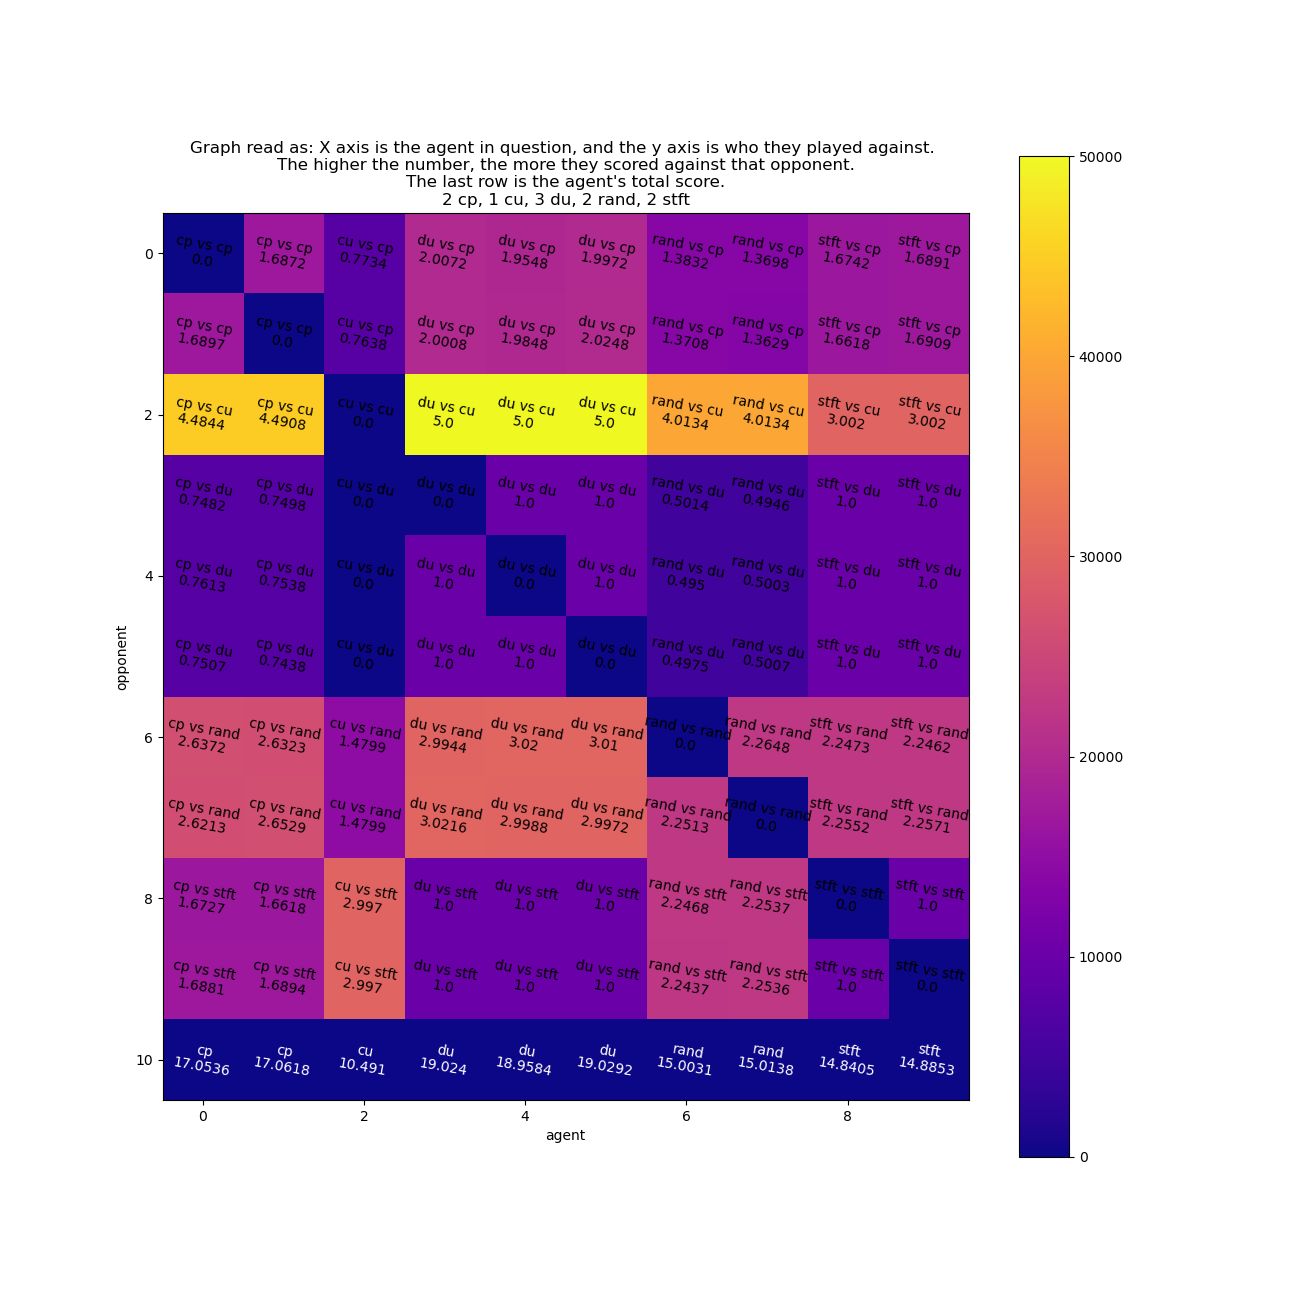 Graph read as: X axis is the agent in question, and the y axis is who they played against.
The higher the number, the more they scored against that opponent.
The last row is the agent's total score.
2 cp, 1 cu, 3 du, 2 rand, 2 stft
cp vs cp cp vs cp cu vs cp du vs cp du vs cp du vs cp rand vs cp rand vs cp stft vs cp stft vs cp
0.0 1.6872 0.7734 2.0072 1.9548 1.9972 1.3832 1.3698 1.6742 1.6891
cp vs cp cp vs cp cu vs cp du vs cp du vs cp du vs cp rand vs cp rand vs cp stft vs cp stft vs cp
1.6897 0.0 0.7638 2.0008 1.9848 2.0248 1.3708 1.3629 1.6618 1.6909
cp vs cu cp vs cu cu vs cu du vs cu du vs cu du vs cu rand vs cu rand vs cu stft vs cu stft vs cu
4.4844 4.4908 0.0 5.0 5.0 5.0 4.0134 4.0134 3.002 3.002
cp vs du cp vs du cu vs du du vs du du vs du du vs du rand vs du rand vs du stft vs du stft vs du
0.7482 0.7498 0.0 0.0 1.0 1.0 0.5014 0.4946 1.0 1.0
cp vs du cp vs du cu vs du du vs du du vs du du vs du rand vs du rand vs du stft vs du stft vs du
0.7613 0.7538 0.0 1.0 0.0 1.0 0.495 0.5003 1.0 1.0
cp vs du cp vs du cu vs du du vs du du vs du du vs du rand vs du rand vs du stft vs du stft vs du
0.7507 0.7438 0.0 1.0 1.0 0.0 0.4975 0.5007 1.0 1.0
cp vs rand cp vs rand cu vs rand du vs rand du vs rand du vs rand rand vs rand rand vs rand stft vs rand stft vs rand
2.6372 2.6323 1.4799 2.9944 3.02 3.01 0.0 2.2648 2.2473 2.2462
cp vs rand cp vs rand cu vs rand du vs rand du vs rand du vs rand rand vs rand rand vs rand stft vs rand stft vs rand
2.6213 2.6529 1.4799 3.0216 2.9988 2.9972 2.2513 0.0 2.2552 2.2571
cp vs stft cp vs stft cu vs stft du vs stft du vs stft du vs stft rand vs stft rand vs stft stft vs stft stft vs stft
1.6727 1.6618 2.997 1.0 1.0 1.0 2.2468 2.2537 0.0 1.0
cp vs stft cp vs stft cu vs stft du vs stft du vs stft du vs stft rand vs stft rand vs stft stft vs stft stft vs stft
1.6881 1.6894 2.997 1.0 1.0 1.0 2.2437 2.2536 1.0 0.0
cp cp cu du du du rand rand stft stft
17.0536 17.0618 10.491 19.024 18.9584 19.0292 15.0031 15.0138 14.8405 14.8853
0
2
4
6
8
10
opponent
0 2 4 6 8
agent
50000
40000
30000
20000
10000
0